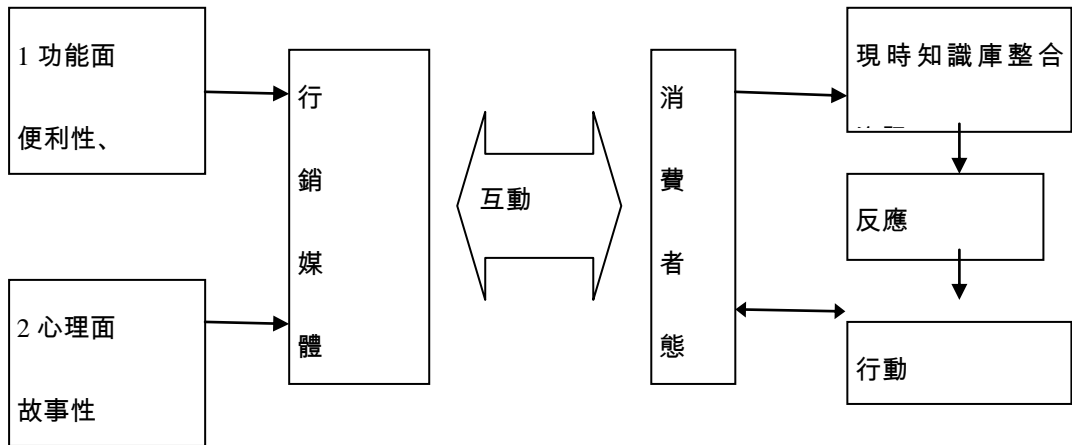 1 功能面
便利性、
2 心理面
故事性
行
銷
媒
體
互動
消
費
者
態
現時知識庫整合
反應
行動